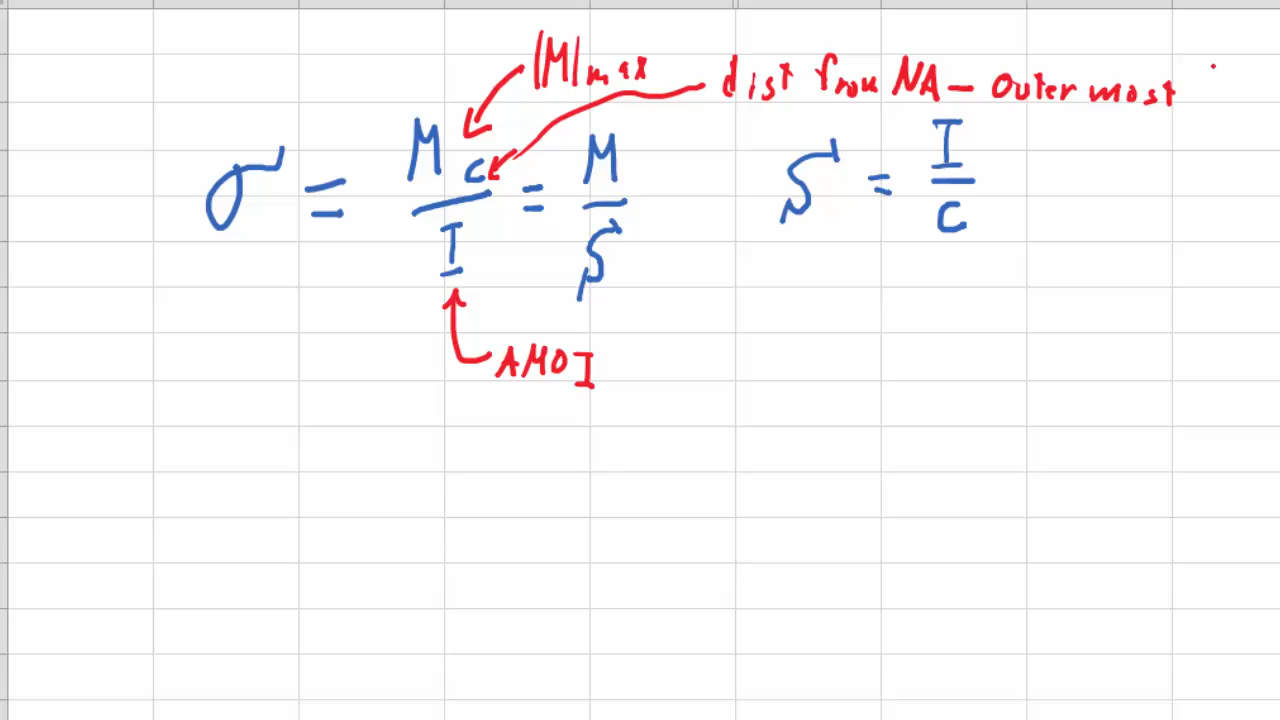 |M|max
dist from NA - Outer most
σ = Mc/I = M/S
S = I/c
AMOI